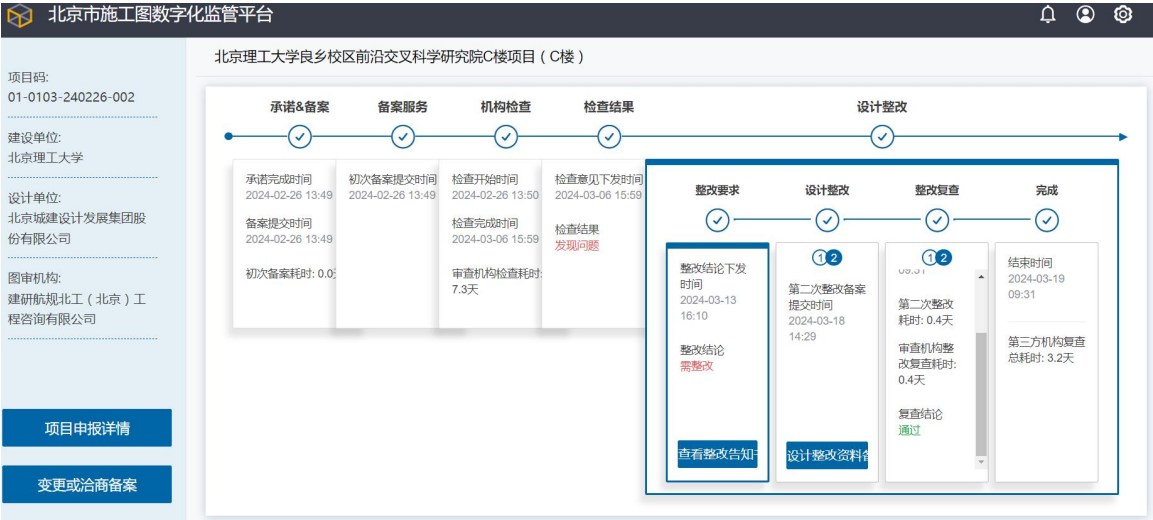 北京市施工图数字化监管平台
北京理工大学良乡校区前沿交叉科学研究院C楼项目（C楼）
项目码:
01-0103-240226-002
建设单位:
北京理工大学
设计单位:
北京城建设计发展集团股
份有限公司
图审机构:
建研航规北工（北京）工
程咨询有限公司
项目申报详情
变更或洽商备案
承诺&备案
承诺完成时间
2024-02-26 13:49
备案提交时间
2024-02-26 13:49
初次备案耗时: 0.0
备案服务
初次备案提交时间
2024-02-26 13:49
机构检查
检查开始时间
2024-02-26 13:50
检查完成时间
2024-03-06 15:59
审查机构检查耗时:
7.3天
检查结果
检查意见下发时间
2024-03-06 15:59
检查结果
发现问题
设计整改
整改要求
整改结论下发
时间
2024-03-13
16:10
整改结论
需整改
查看整改告知
设计整改
1 2
第二次整改备案
提交时间
2024-03-18
14:29
设计整改资料备
整改复查
1 2
09:31
第二次整改
耗时: 0.4天
审查机构整
改复查耗时:
0.4天
复查结论
通过
完成
结束时间
2024-03-19
09:31
第三方机构复查
总耗时: 3.2天